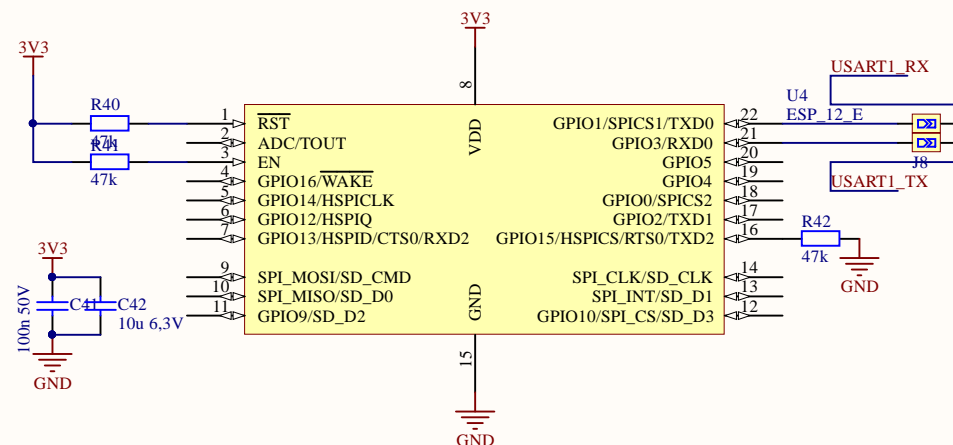 3V3
3V3
R40
47k
R41
47k
8
VDD
U4
ESP_12_E
USART1_RX
USART1_TX
J8
1
RST
2
ADC/TOUT
3
EN
4
GPIO16/WAKE
5
GPIO14/HSPICLK
6
GPIO12/HSPIQ
7
GPIO13/HSPID/CTS0/RXD2
9
SPI_MOSI/SD_CMD
10
SPI_MISO/SD_D0
11
GPIO9/SD_D2
GPIO1/SPICS1/TXD0
22
GPIO3/RXD0
21
GPIO5
20
GPIO4
19
GPIO0/SPICS2
18
GPIO2/TXD1
17
GPIO15/HSPICS/RTS0/TXD2
16
SPI_CLK/SD_CLK
14
SPI_INT/SD_D1
13
GPIO10/SPI_CS/SD_D3
12
R42
47k
GND
3V3
100n 50V
C41
C42
10u 6,3V
GND
GND
15
GND